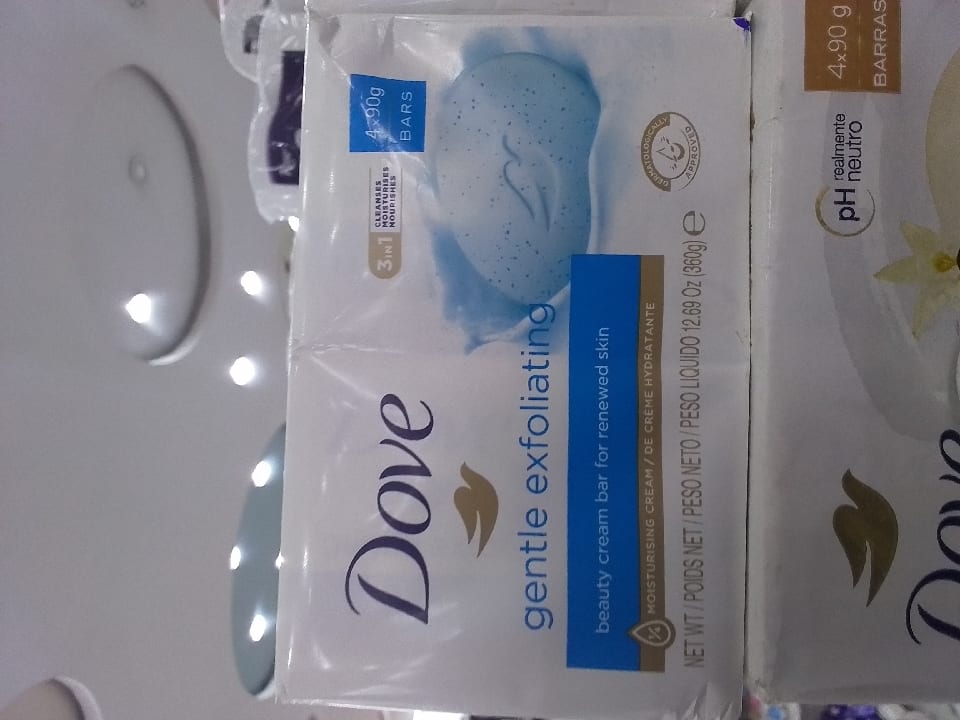 Dove
3 IN 1
CLEANSES
MOISTURISES
NOURISHES
4x90g
BARS
gentle exfoliating
beauty cream bar for renewed skin
¼ MOISTURISING CREAM / DE CRÈME HYDRATANTE
NET WT / POIDS NET / PESO NETO / PESO LIQUIDO 12.69 Oz (360g) e
DERMATOLOGICALLY
APPROVED
4x90 g
BARRAS
pH realmente
neutro
Dove